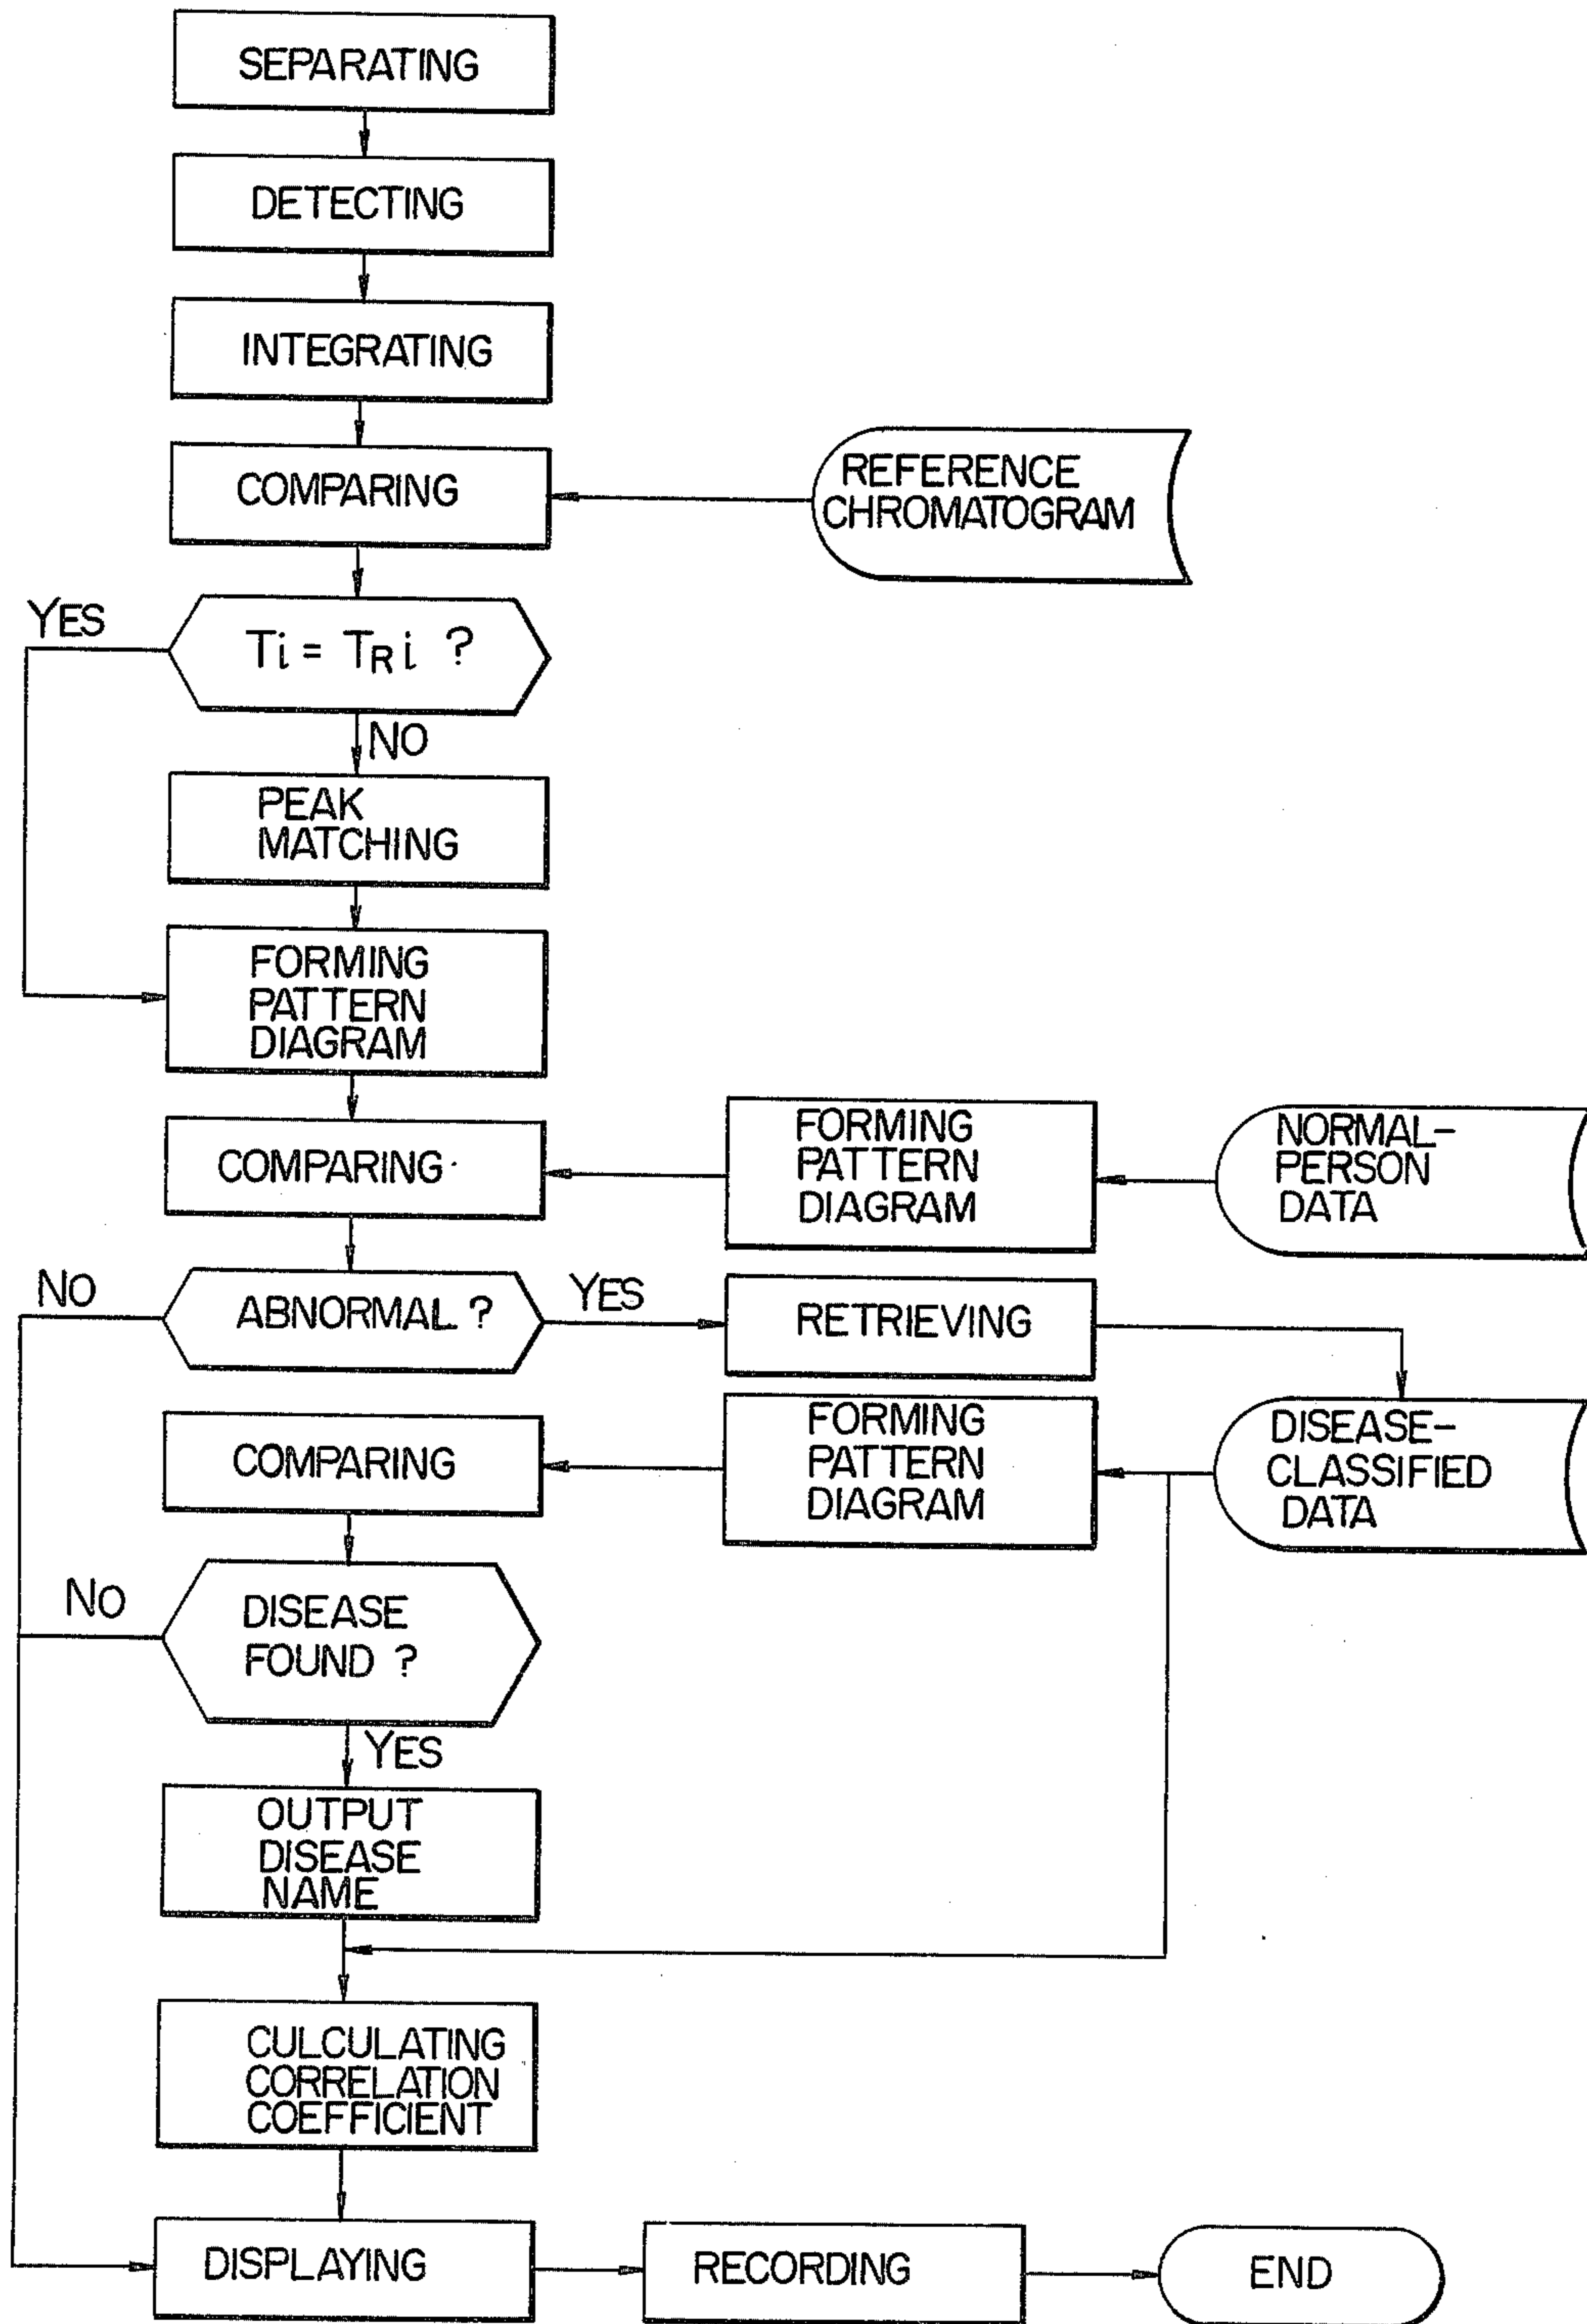 SEPARATING
DETECTING
INTEGRATING
COMPARING
REFERENCE
CHROMATOGRAM
YES
Ti = TRi ?
NO
PEAK
MATCHING
FORMING
PATTERN
DIAGRAM
COMPARING
FORMING
PATTERN
DIAGRAM
NORMAL-
PERSON
DATA
NO
ABNORMAL ?
YES
RETRIEVING
COMPARING
FORMING
PATTERN
DIAGRAM
DISEASE-
CLASSIFIED
DATA
NO
DISEASE
FOUND ?
YES
OUTPUT
DISEASE
NAME
CULCULATING
CORRELATION
COEFFICIENT
DISPLAYING
RECORDING
END